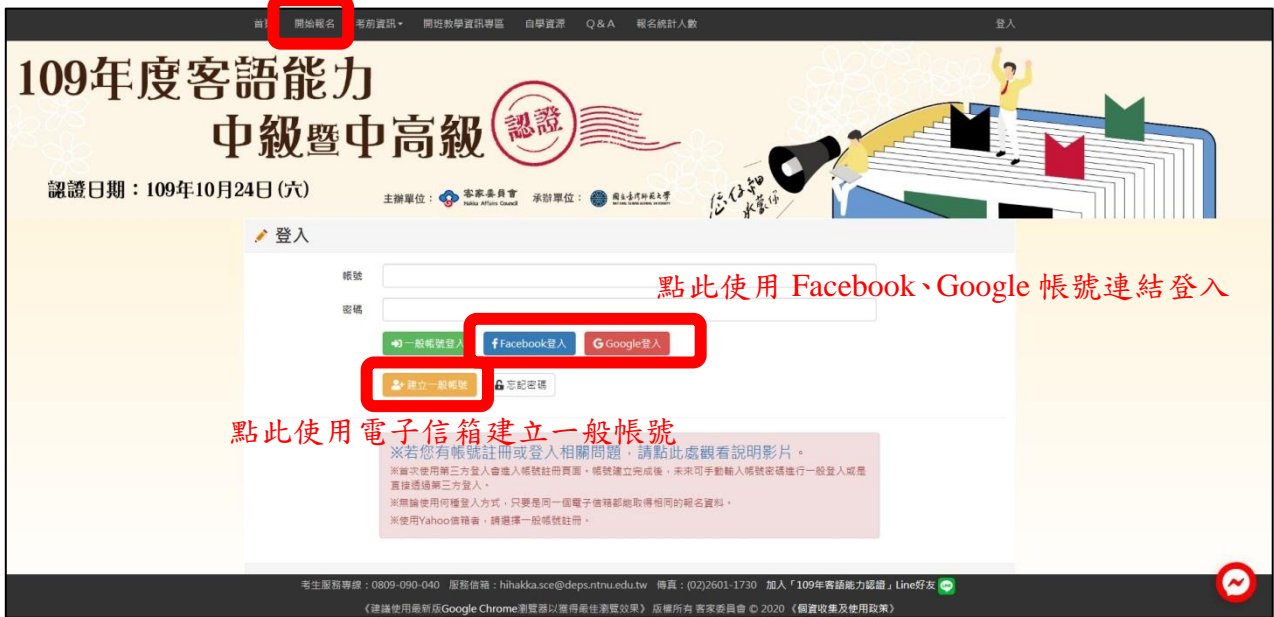 開始報名 考前資訊 開班教學資訊專區 自學資源 Q&A 報名統計人數 登入
109年度客語能力
中級暨中高級
認證
認證日期：109年10月24日(六)
主辦單位： 客家委員會 Hakka Affairs Council 承辦單位： 國立臺灣師範大學
登入
帳號
點此使用 Facebook、Google 帳號連結登入
密碼
一般帳號登入 Facebook登入 Google登入
建立一般帳號 忘記密碼
點此使用電子信箱建立一般帳號
※若您有帳號註冊或登入相關問題，請點此處觀看說明影片。
※首次使用第三方登入會進入帳號註冊頁面。帳號建立完成後，未來可手動輸入帳號密碼進行一般登入或是
直接透過第三方登入。
※無論使用何種登入方式，只要是同一個電子信箱都能取得相同的報名資料。
※使用Yahoo信箱者，請選擇一般帳號註冊。
考生服務專線：0809-090-040 服務信箱：hihakka.sce@deps.ntnu.edu.tw 傳真：(02)2601-1730 加入「109年客語能力認證」Line好友
《建議使用最新版Google Chrome瀏覽器以獲得最佳瀏覽效果》 版權所有 客家委員會 © 2020 《個資收集及使用政策》